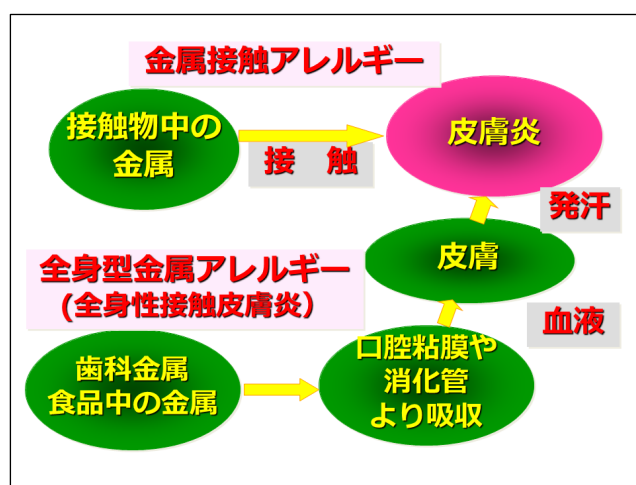 金属接触アレルギー
接触物中の
金属
接　触
皮膚炎
発汗
皮膚
全身型金属アレルギー
(全身性接触皮膚炎）
血液
歯科金属
食品中の金属
口腔粘膜や
消化管
より吸収